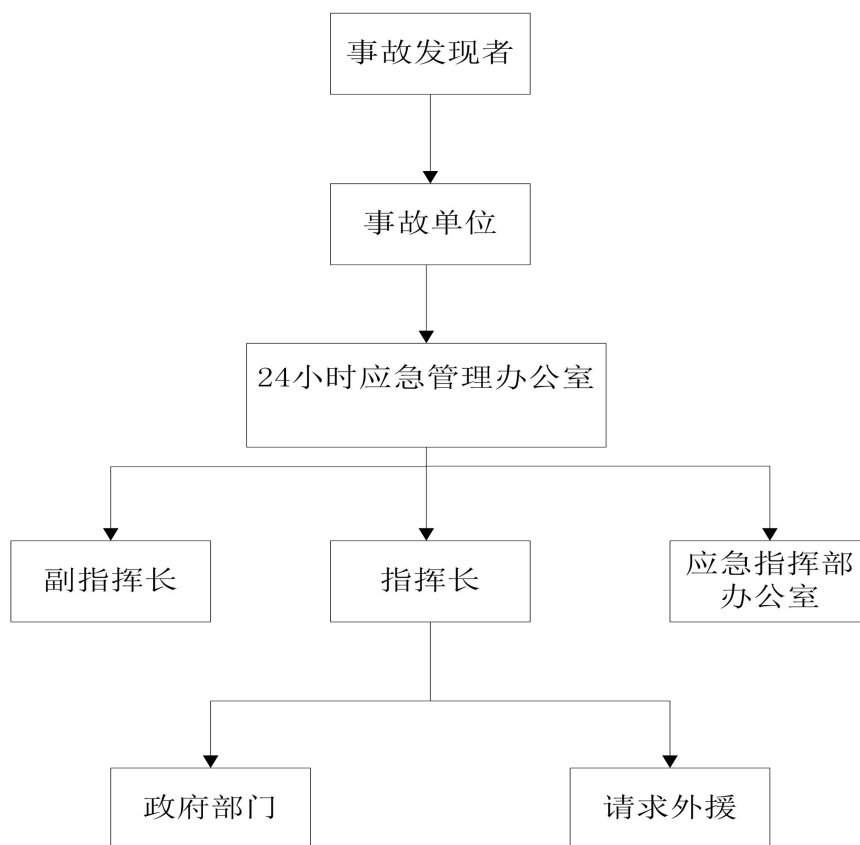 事故发现者
事故单位
24小时应急管理办公室
副指挥长
指挥长
应急指挥部
办公室
政府部门
请求外援